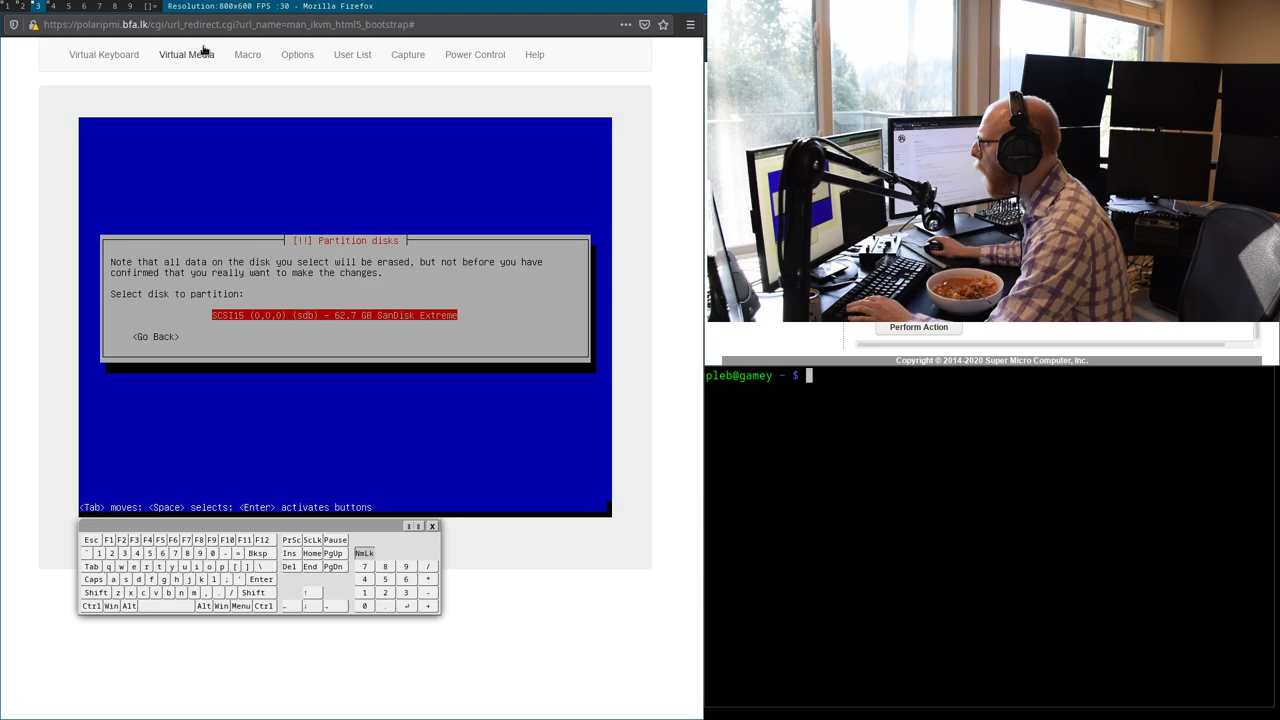 1 2 3 4 5 6 7 8 9 []= Resolution:800x600 FPS :30 - Mozilla Firefox
https://polaripmi.bfa.lk/cgi/url_redirect.cgi?url_name=man_ikvm_html5_bootstrap#
Virtual Keyboard Virtual Media Macro Options User List Capture Power Control Help
[!!] Partition disks
Note that all data on the disk you select will be erased, but not before you have
confirmed that you really want to make the changes.
Select disk to partition:
SCSI15 (0,0,0) (sdb) - 62.7 GB SanDisk Extreme
<Go Back>
<Tab> moves; <Space> selects; <Enter> activates buttons
X
Esc F1 F2 F3 F4 F5 F6 F7 F8 F9 F10 F11 F12 PrSc ScLk Pause
` 1 2 3 4 5 6 7 8 9 0 - = Bksp Ins Home PgUp NmLk
Tab q w e r t y u i o p [ ] \ Del End PgDn 7 8 9 /
Caps a s d f g h j k l ; ' Enter 4 5 6 *
Shift z x c v b n m , . / Shift ↑ 1 2 3 -
Ctrl Win Alt Alt Win Menu Ctrl ← ↓ → 0 . ↵ +
Perform Action
Copyright © 2014-2020 Super Micro Computer, Inc.
pleb@gamey ~ $